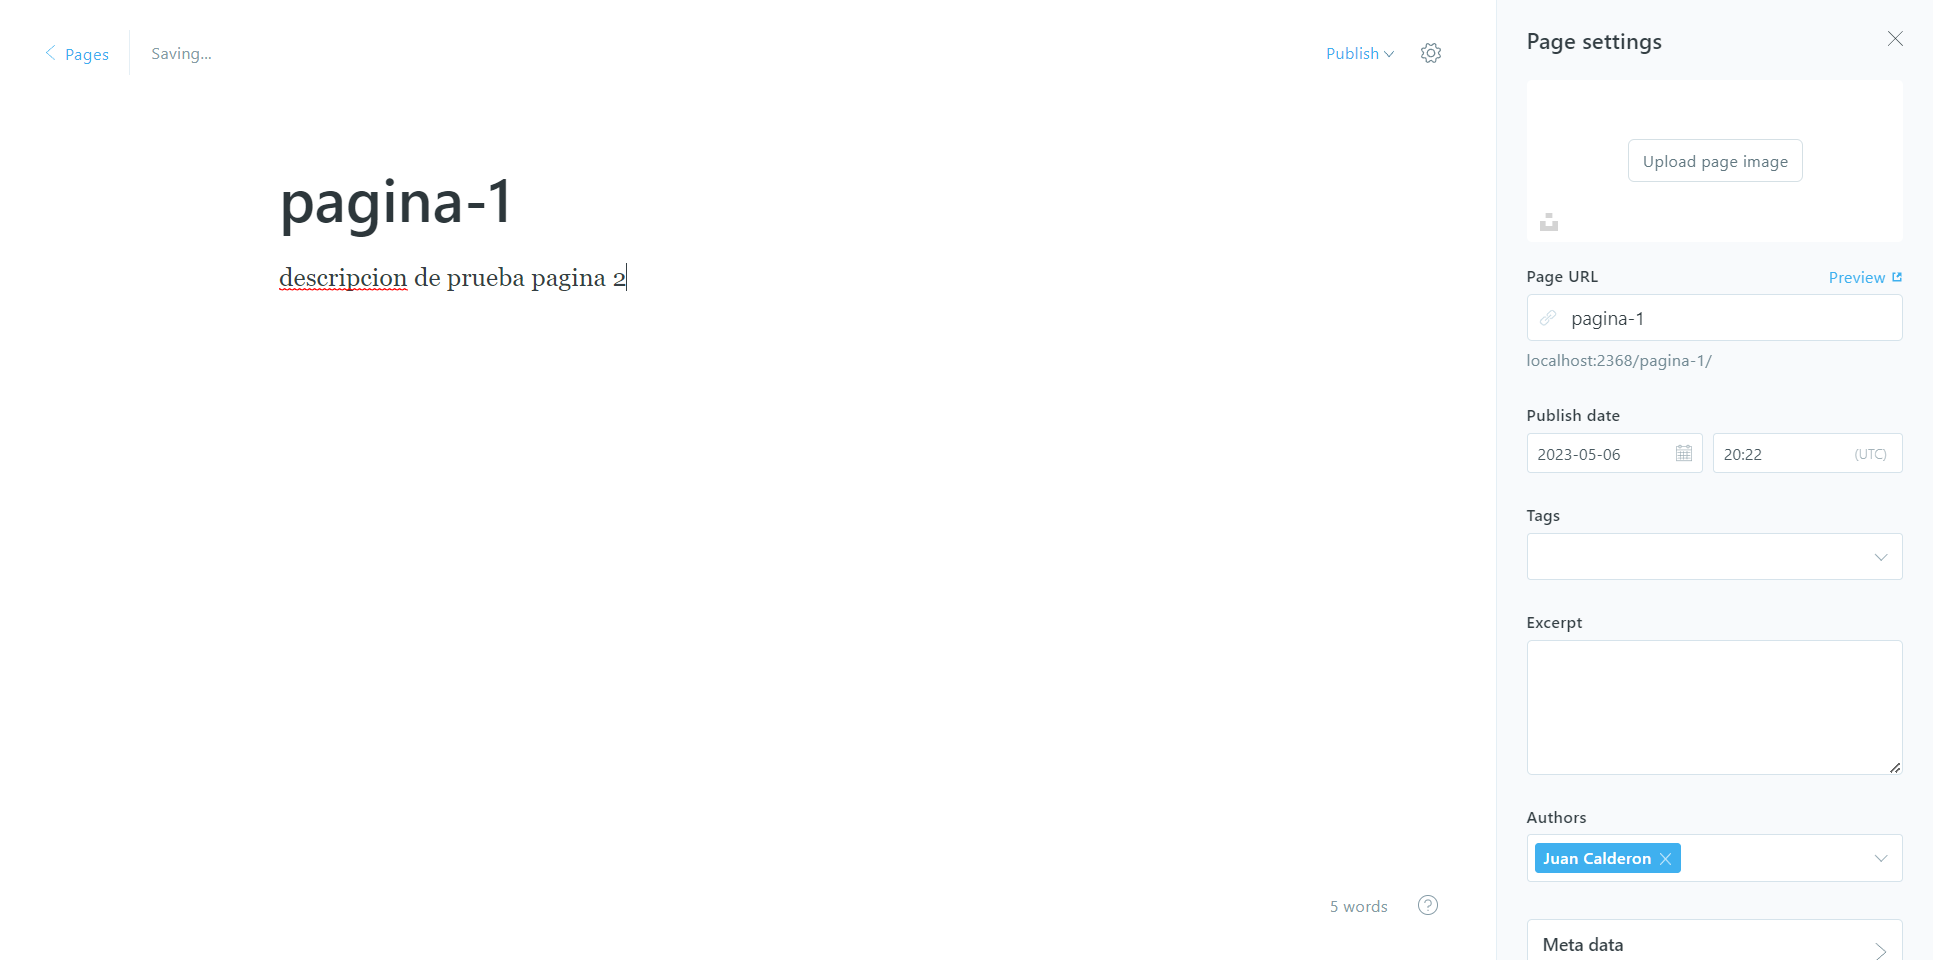 Pages
Saving...
Publish
pagina-1
descripcion de prueba pagina 2
5 words
Page settings
Upload page image
Page URL
Preview
pagina-1
localhost:2368/pagina-1/
Publish date
2023-05-06
20:22
(UTC)
Tags
Excerpt
Authors
Juan Calderon
Meta data